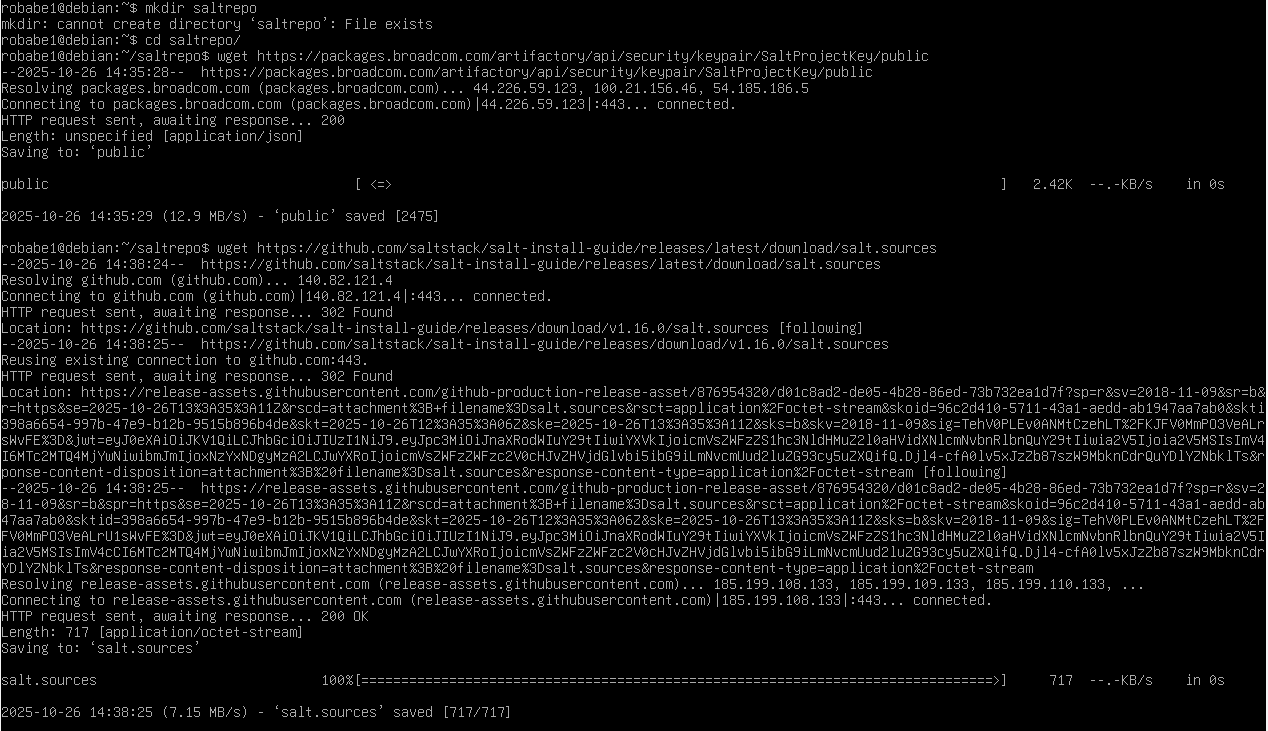 robabe1@debian:~$ mkdir saltrepo
mkdir: cannot create directory ‘saltrepo’: File exists
robabe1@debian:~$ cd saltrepo/
robabe1@debian:~/saltrepo$ wget https://packages.broadcom.com/artifactory/api/security/keypair/SaltProjectKey/public
--2025-10-26 14:35:28--  https://packages.broadcom.com/artifactory/api/security/keypair/SaltProjectKey/public
Resolving packages.broadcom.com (packages.broadcom.com)... 44.226.59.123, 100.21.156.46, 54.185.186.5
Connecting to packages.broadcom.com (packages.broadcom.com)|44.226.59.123|:443... connected.
HTTP request sent, awaiting response... 200
Length: unspecified [application/json]
Saving to: ‘public’
public [ <=> ] 2.42K --.-KB/s in 0s
2025-10-26 14:35:29 (12.9 MB/s) - ‘public’ saved [2475]
robabe1@debian:~/saltrepo$ wget https://github.com/saltstack/salt-install-guide/releases/latest/download/salt.sources
--2025-10-26 14:38:24--  https://github.com/saltstack/salt-install-guide/releases/latest/download/salt.sources
Resolving github.com (github.com)... 140.82.121.4
Connecting to github.com (github.com)|140.82.121.4|:443... connected.
HTTP request sent, awaiting response... 302 Found
Location: https://github.com/saltstack/salt-install-guide/releases/download/v1.16.0/salt.sources [following]
--2025-10-26 14:38:25--  https://github.com/saltstack/salt-install-guide/releases/download/v1.16.0/salt.sources
Reusing existing connection to github.com:443.
HTTP request sent, awaiting response... 302 Found
Location: https://release-assets.githubusercontent.com/github-production-release-asset/876954320/d01c8ad2-de05-4b28-86ed-73b732ea1d7f?sp=r&sv=2018-11-09&sr=b&
r=https&se=2025-10-26T13%3A35%3A11Z&rscd=attachment%3B+filename%3Dsalt.sources&rsct=application%2Foctet-stream&skoid=96c2d410-5711-43a1-aedd-ab1947aa7ab0&skti
398a6654-997b-47e9-b12b-9515b896b4de&skt=2025-10-26T12%3A35%3A06Z&ske=2025-10-26T13%3A35%3A11Z&sks=b&skv=2018-11-09&sig=TehV0PLEv0ANMtCzehLT%2FKJFV0MmPO3VeALr
--2025-10-26 14:38:25--  https://release-assets.githubusercontent.com/github-production-release-asset/876954320/d01c8ad2-de05-4b28-86ed-73b732ea1d7f?sp=r&sv=2
8-11-09&sr=b&spr=https&se=2025-10-26T13%3A35%3A11Z&rscd=attachment%3B+filename%3Dsalt.sources&rsct=application%2Foctet-stream&skoid=96c2d410-5711-43a1-aedd-ab
47aa7ab0&sktid=398a6654-997b-47e9-b12b-9515b896b4de&skt=2025-10-26T12%3A35%3A06Z&ske=2025-10-26T13%3A35%3A11Z&sks=b&skv=2018-11-09&sig=TehV0PLEv0ANMtCzehLT%2F
ponse-content-disposition=attachment%3B%20filename%3Dsalt.sources&response-content-type=application%2Foctet-stream [following]
YDlYZNbklTs&response-content-disposition=attachment%3B%20filename%3Dsalt.sources&response-content-type=application%2Foctet-stream
Resolving release-assets.githubusercontent.com (release-assets.githubusercontent.com)... 185.199.108.133, 185.199.109.133, 185.199.110.133, ...
Connecting to release-assets.githubusercontent.com (release-assets.githubusercontent.com)|185.199.108.133|:443... connected.
HTTP request sent, awaiting response... 200 OK
Length: 717 [application/octet-stream]
Saving to: ‘salt.sources’
salt.sources 100%[===============================================================================>] 717 --.-KB/s in 0s
2025-10-26 14:38:25 (7.15 MB/s) - ‘salt.sources’ saved [717/717]